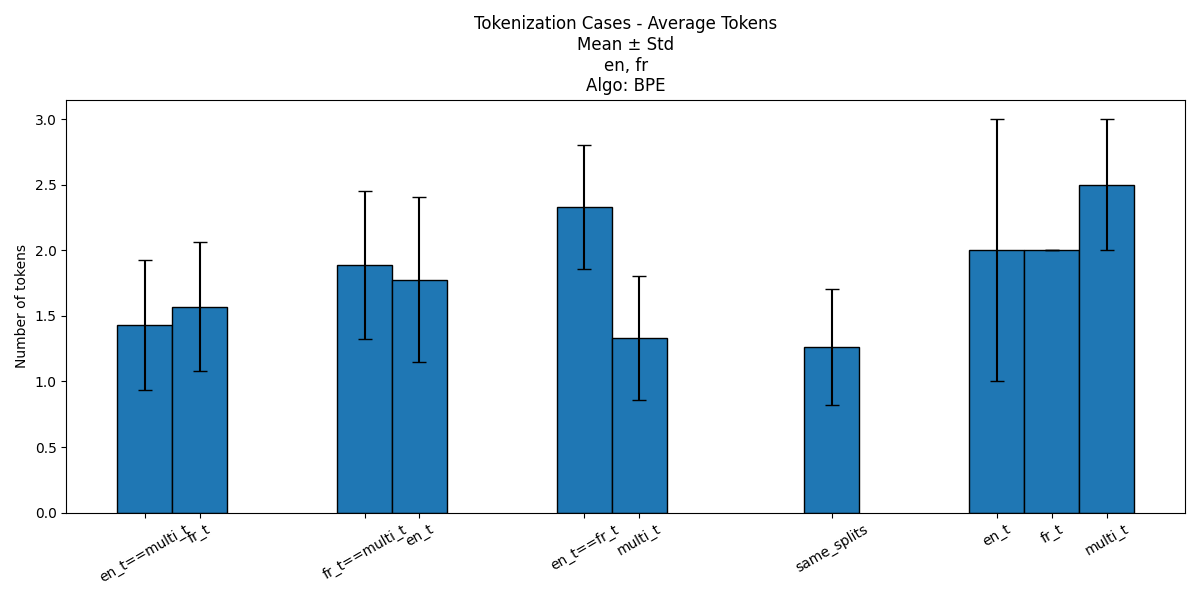 Tokenization Cases - Average Tokens
Mean ± Std
en, fr
Algo: BPE
Number of tokens
3.0
2.5
2.0
1.5
1.0
0.5
0.0
en_t==multi_t
fr_t
fr_t==multi_t
en_t
en_t==fr_t
multi_t
same_splits
en_t
fr_t
multi_t